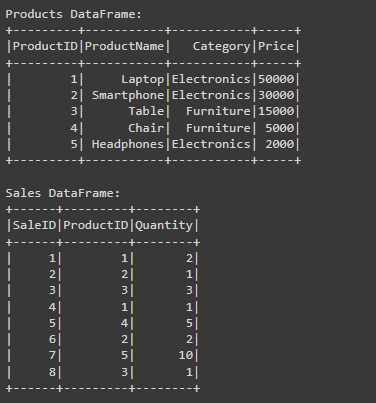 Products DataFrame:
+---------+-----------+-----------+-----+
|ProductID|ProductName|   Category|Price|
+---------+-----------+-----------+-----+
|        1|     Laptop|Electronics|50000|
|        2| Smartphone|Electronics|30000|
|        3|      Table|  Furniture|15000|
|        4|      Chair|  Furniture| 5000|
|        5| Headphones|Electronics| 2000|
+---------+-----------+-----------+-----+
Sales DataFrame:
+------+---------+--------+
|SaleID|ProductID|Quantity|
+------+---------+--------+
|     1|        1|       2|
|     2|        2|       1|
|     3|        3|       3|
|     4|        1|       1|
|     5|        4|       5|
|     6|        2|       2|
|     7|        5|      10|
|     8|        3|       1|
+------+---------+--------+